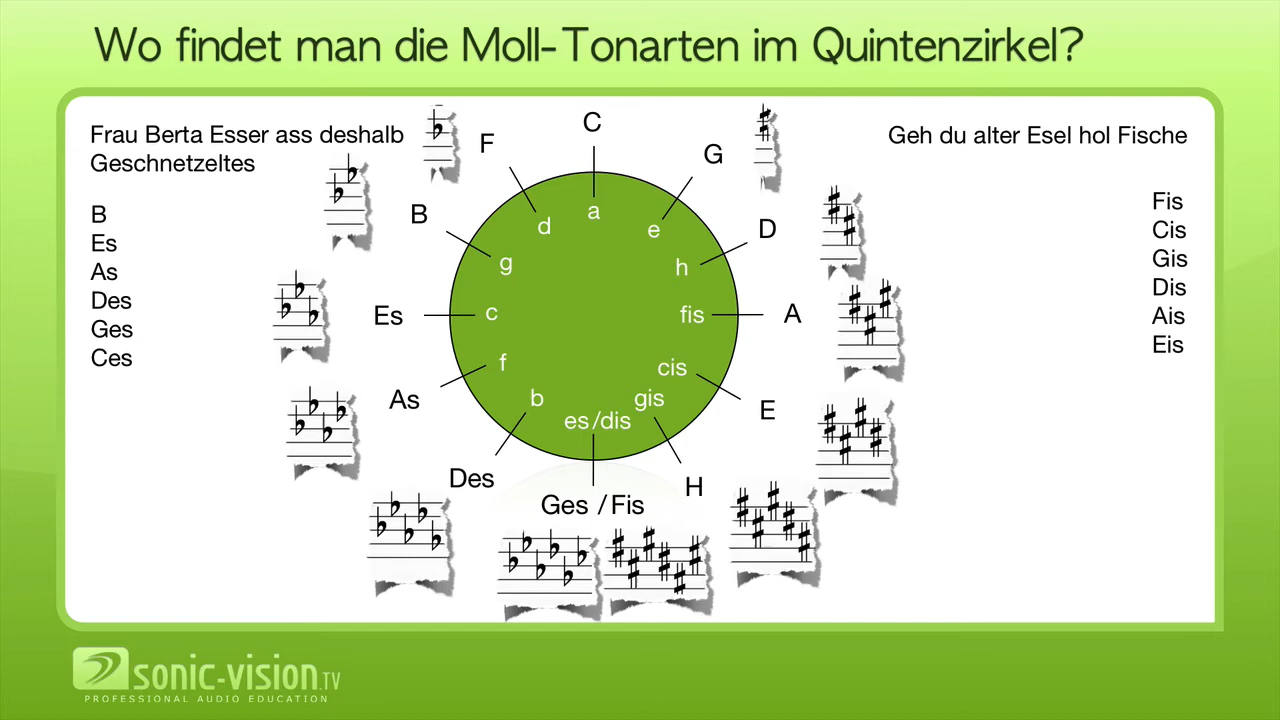 Wo findet man die Moll-Tonarten im Quintenzirkel?
Frau Berta Esser ass deshalb
Geschnetzeltes
Geh du alter Esel hol Fische
B
Es
As
Des
Ges
Ces
Fis
Cis
Gis
Dis
Ais
Eis
C
G
D
A
E
H
Ges / Fis
Des
As
Es
B
F
a
e
h
fis
cis
gis
es/dis
b
f
c
g
d
sonic-vision.TV
PROFESSIONAL AUDIO EDUCATION